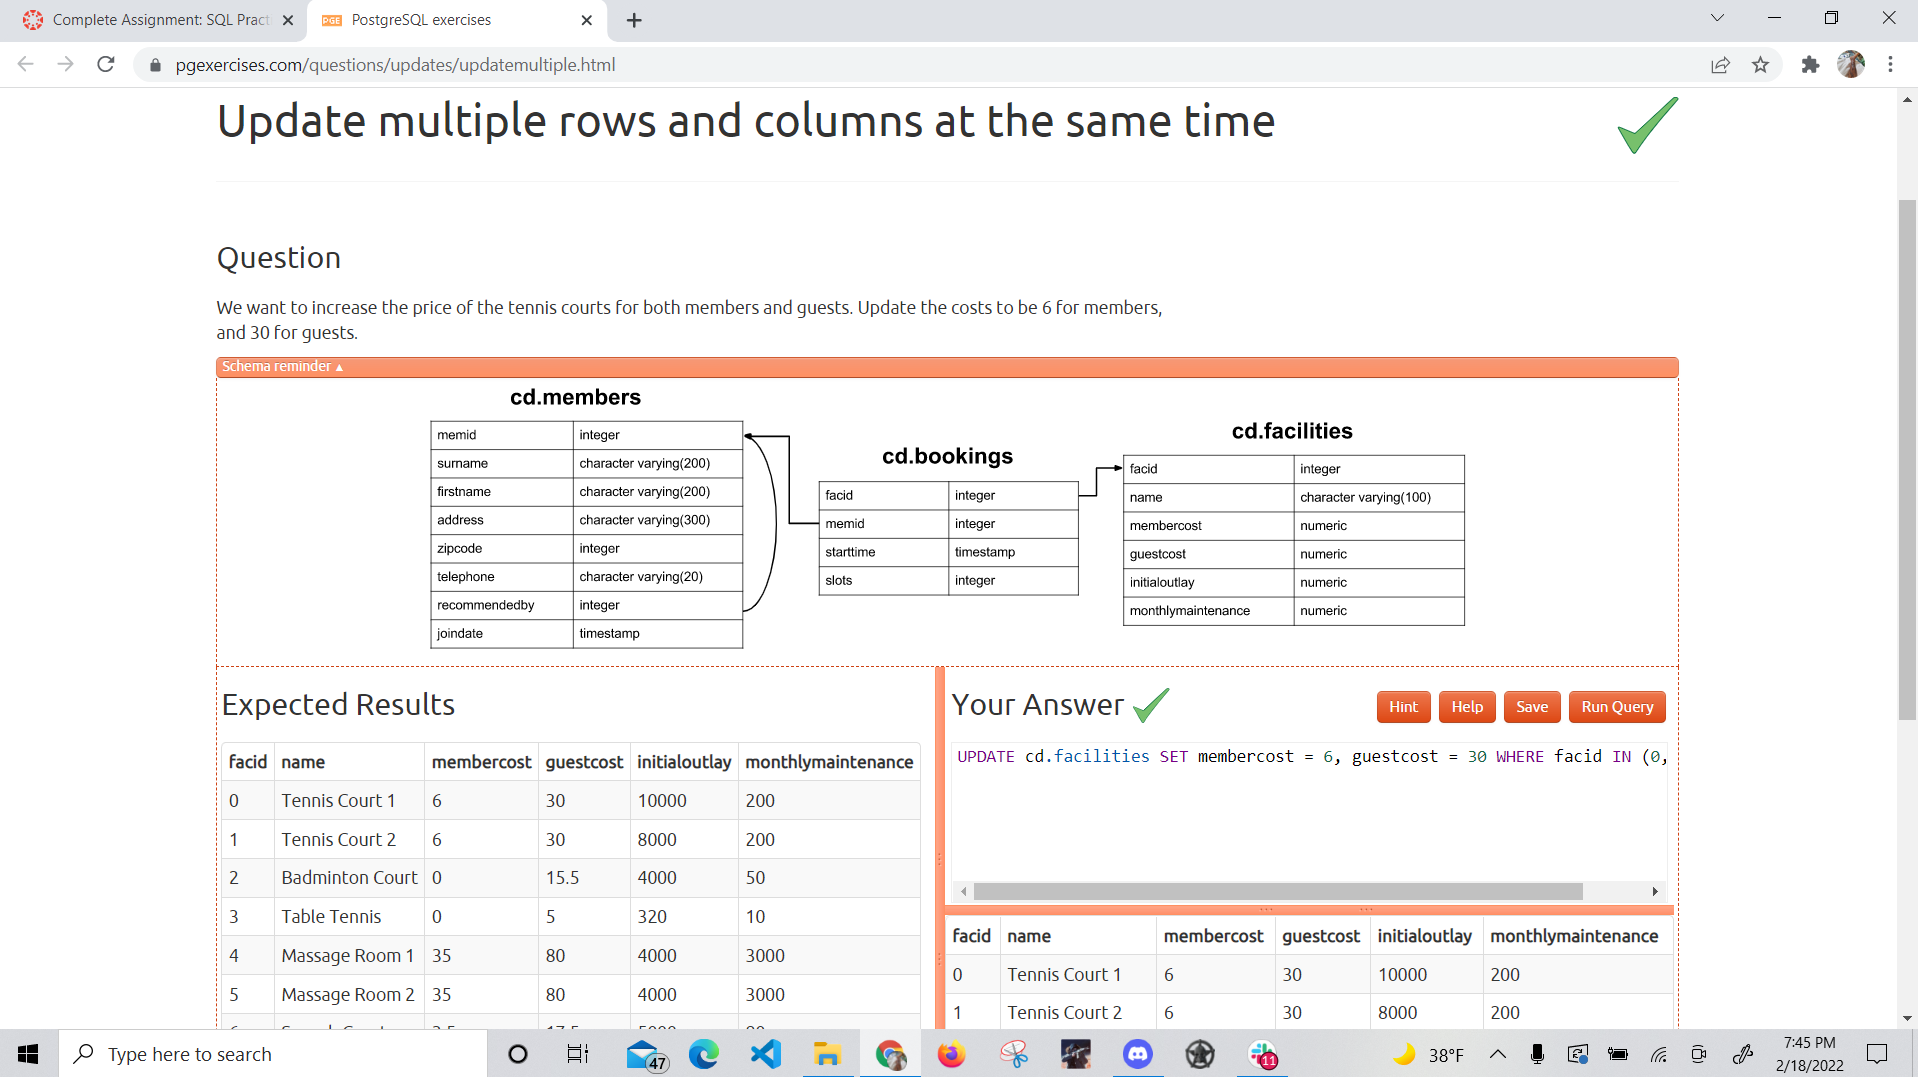 Complete Assignment: SQL Pract
PGE PostgreSQL exercises
pgexercises.com/questions/updates/updatemultiple.html
Update multiple rows and columns at the same time
Question
We want to increase the price of the tennis courts for both members and guests. Update the costs to be 6 for members,
and 30 for guests.
Schema reminder ▲
cd.members
memid integer
surname character varying(200)
firstname character varying(200)
address character varying(300)
zipcode integer
telephone character varying(20)
recommendedby integer
joindate timestamp
cd.bookings
facid integer
memid integer
starttime timestamp
slots integer
cd.facilities
facid integer
name character varying(100)
membercost numeric
guestcost numeric
initialoutlay numeric
monthlymaintenance numeric
Expected Results
facid name membercost guestcost initialoutlay monthlymaintenance
0 Tennis Court 1 6 30 10000 200
1 Tennis Court 2 6 30 8000 200
2 Badminton Court 0 15.5 4000 50
3 Table Tennis 0 5 320 10
4 Massage Room 1 35 80 4000 3000
5 Massage Room 2 35 80 4000 3000
Your Answer
Hint Help Save Run Query
UPDATE cd.facilities SET membercost = 6, guestcost = 30 WHERE facid IN (0,
facid name membercost guestcost initialoutlay monthlymaintenance
0 Tennis Court 1 6 30 10000 200
1 Tennis Court 2 6 30 8000 200
Type here to search
47
11
38°F
7:45 PM
2/18/2022